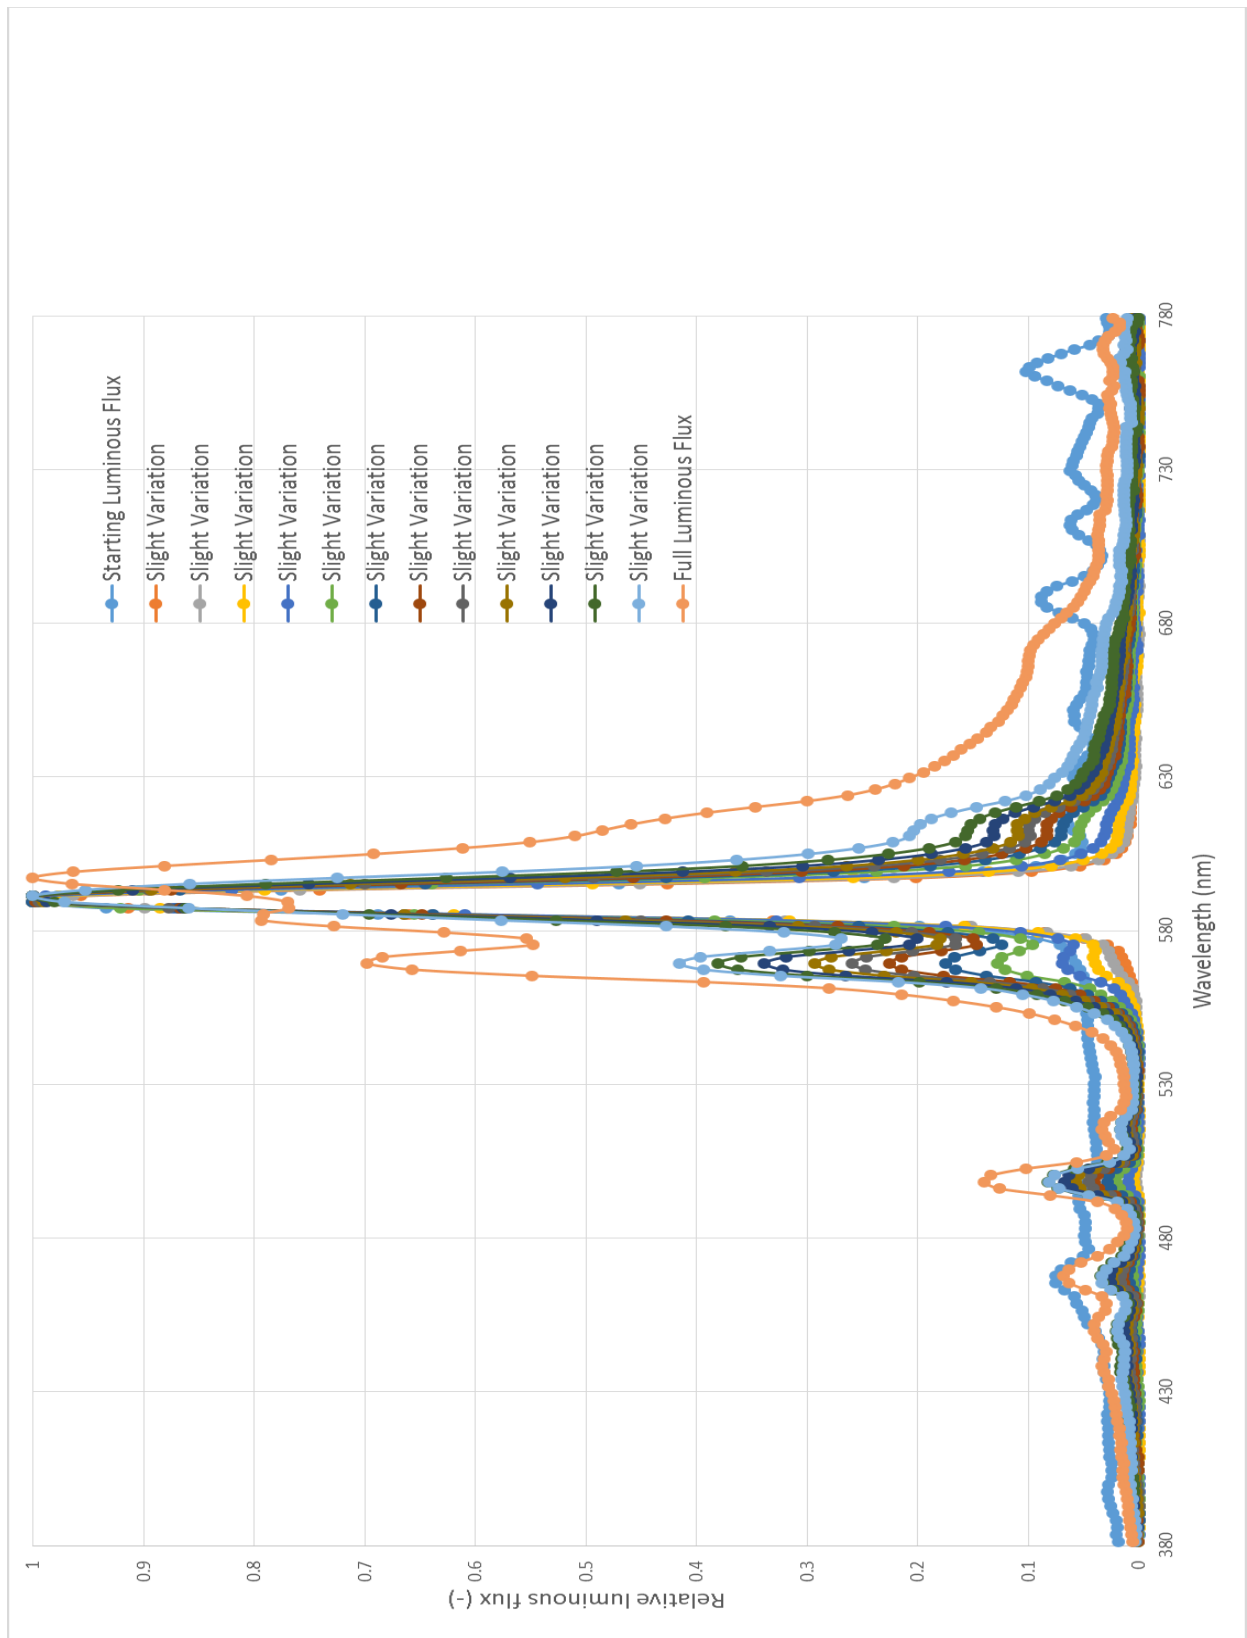 Relative luminous flux (-)
1
0.9
0.8
0.7
0.6
0.5
0.4
0.3
0.2
0.1
0
Starting Luminous Flux
Slight Variation
Slight Variation
Slight Variation
Slight Variation
Slight Variation
Slight Variation
Slight Variation
Slight Variation
Slight Variation
Slight Variation
Slight Variation
Slight Variation
Full Luminous Flux
380
430
480
530
580
630
680
730
780
Wavelength (nm)